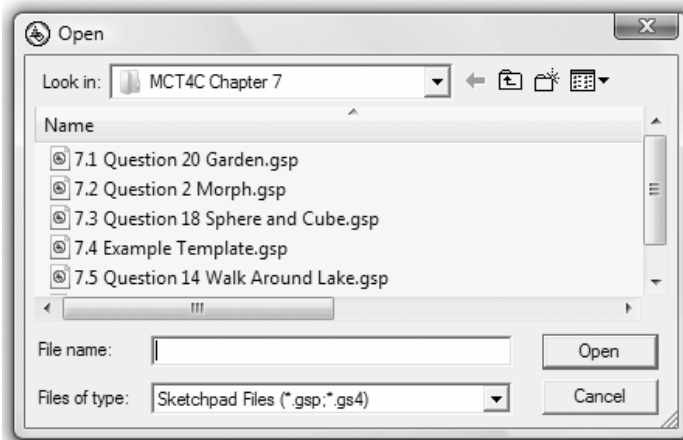 Open
Look in: MCT4C Chapter 7
Name
7.1 Question 20 Garden.gsp
7.2 Question 2 Morph.gsp
7.3 Question 18 Sphere and Cube.gsp
7.4 Example Template.gsp
7.5 Question 14 Walk Around Lake.gsp
File name: Open
Files of type: Sketchpad Files (*.gsp;*.gs4) Cancel